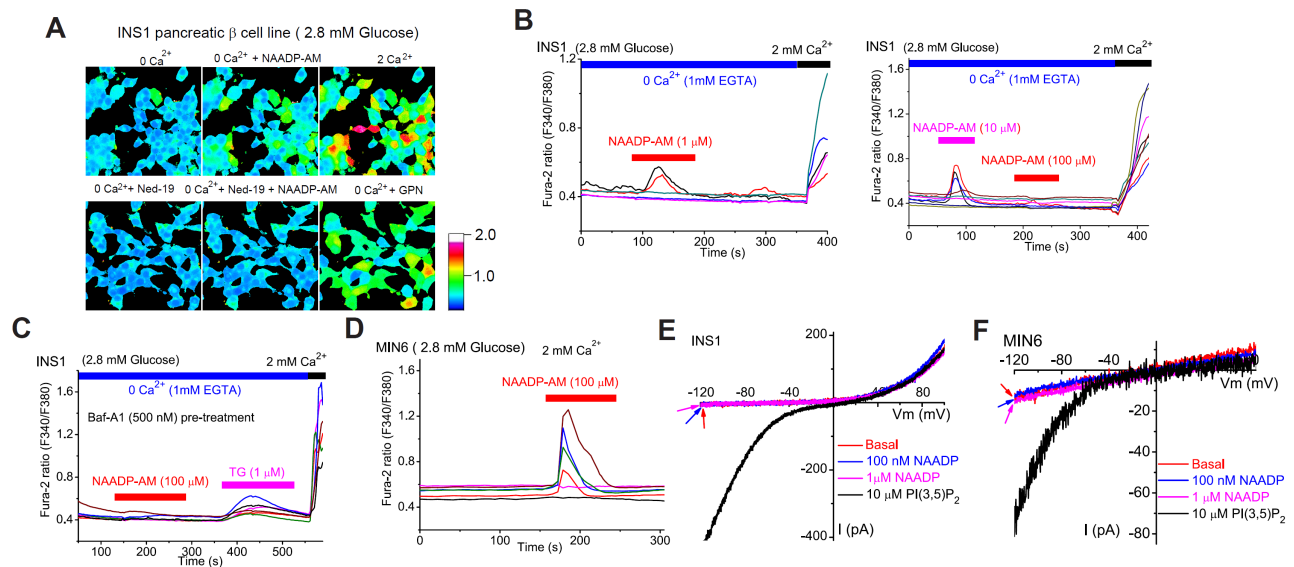 A
INS1 pancreatic β cell line ( 2.8 mM Glucose)
0 Ca2+
0 Ca2+ + NAADP-AM
2 Ca2+
0 Ca2++ Ned-19
0 Ca2++ Ned-19 + NAADP-AM
0 Ca2++ GPN
2.0
1.0
B
INS1 (2.8 mM Glucose)
2 mM Ca2+
0 Ca2+ (1mM EGTA)
NAADP-AM (1 μM)
Fura-2 ratio (F340/F380)
1.2
0.8
0.4
0 100 200 300 400
Time (s)
INS1 (2.8 mM Glucose)
2 mM Ca2+
0 Ca2+ (1mM EGTA)
NAADP-AM (10 μM)
NAADP-AM (100 μM)
Fura-2 ratio (F340/F380)
1.6
1.2
0.8
0.4
0 100 200 300 400
Time (s)
C
INS1 (2.8 mM Glucose)
2 mM Ca2+
0 Ca2+ (1mM EGTA)
Baf-A1 (500 nM) pre-treatment
NAADP-AM (100 μM)
TG (1 μM)
Fura-2 ratio (F340/F380)
1.6
1.2
0.8
0.4
100 200 300 400 500
Time (s)
D
MIN6 ( 2.8 mM Glucose)
2 mM Ca2+
NAADP-AM (100 μM)
Fura-2 ratio (F340/F380)
1.6
1.2
0.8
0.4
0 100 200 300
Time (s)
E
INS1
200
-120 -80 -40 40 80
Vm (mV)
Basal
100 nM NAADP
1μM NAADP
10 μM PI(3,5)P2
-200
-400
I (pA)
F
MIN6
-120 -80 -40 0
Vm (mV)
-20
-40
-60
-80
Basal
100 nM NAADP
1 μM NAADP
10 μM PI(3,5)P2
I (pA)